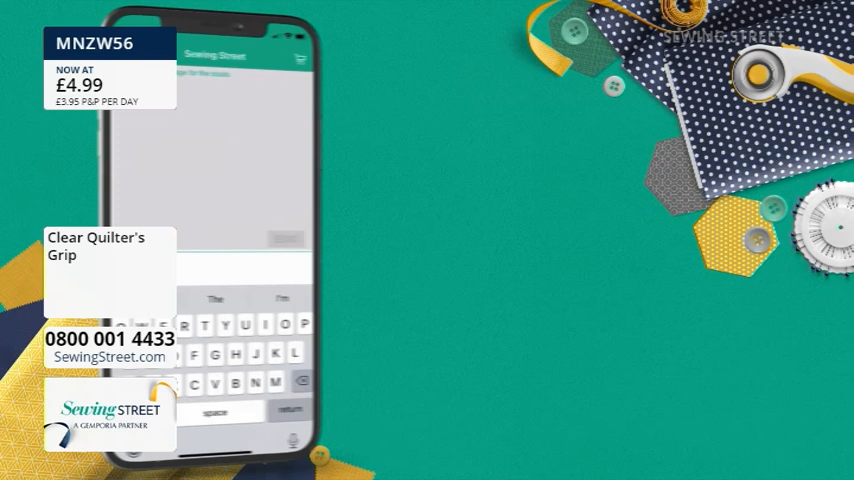 MNZW56
NOW AT
£4.99
£3.95 P&P PER DAY
Clear Quilter's
Grip
0800 001 4433
SewingStreet.com
Sewing STREET
A GEMPORIA PARTNER
Sewing Street
The I'm
W E R T Y U I O P
F G H J K L
C V B N M
space return
SEWING STREET